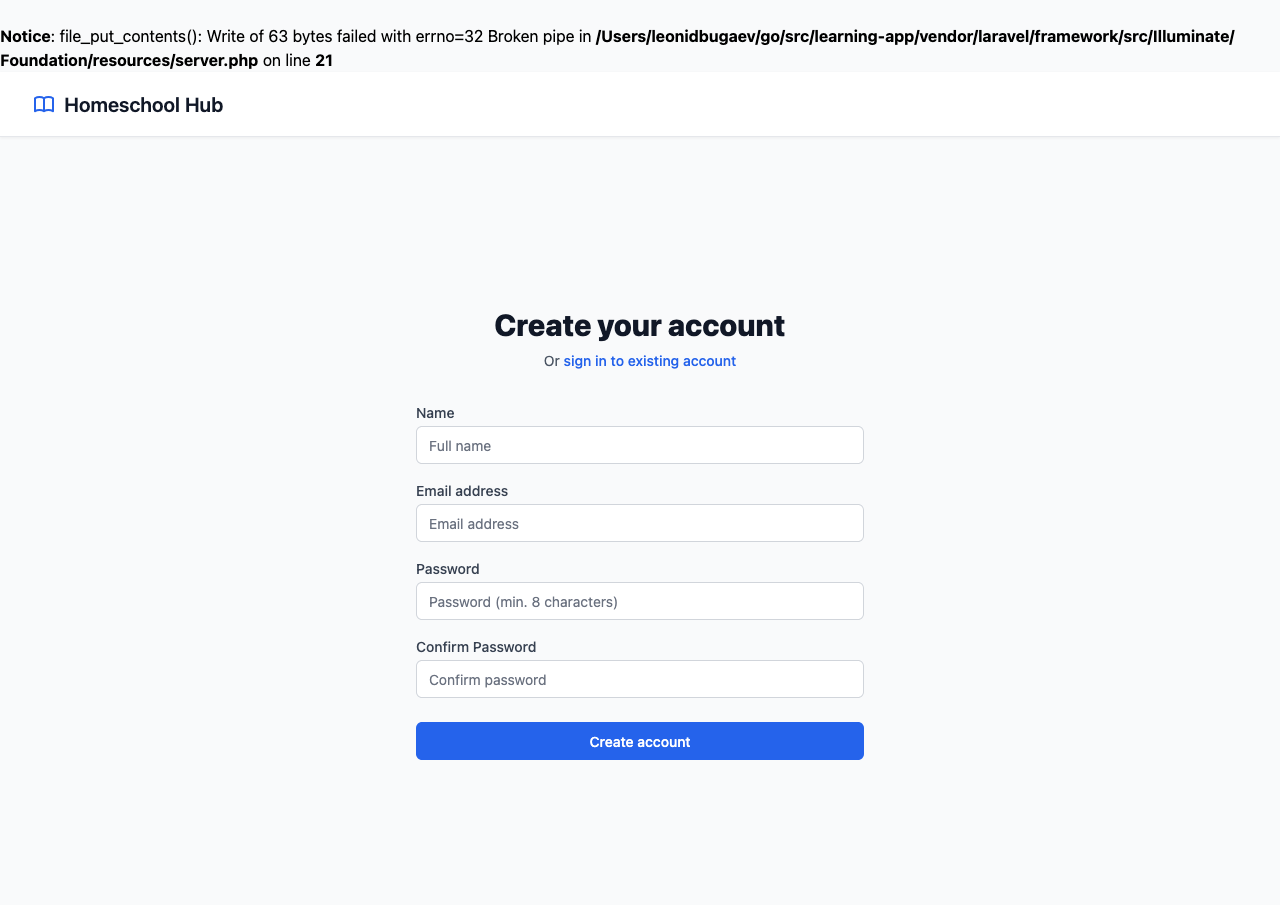 Notice: file_put_contents(): Write of 63 bytes failed with errno=32 Broken pipe in /Users/leonidbugaev/go/src/learning-app/vendor/laravel/framework/src/Illuminate/
Foundation/resources/server.php on line 21
Homeschool Hub
Create your account
Or sign in to existing account
Name
Full name
Email address
Email address
Password
Password (min. 8 characters)
Confirm Password
Confirm password
Create account